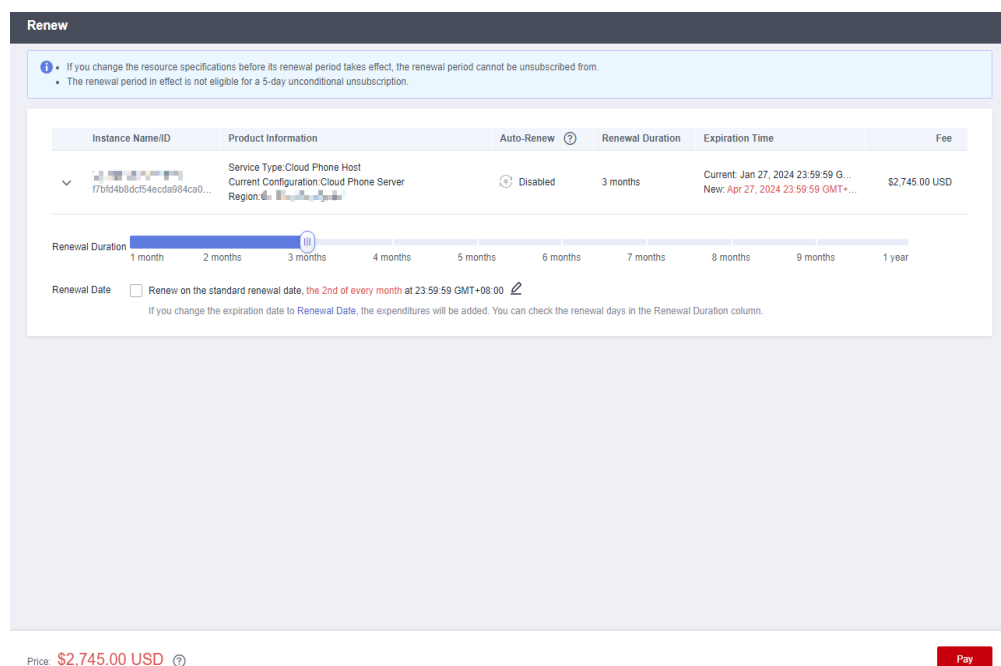 Renew
• If you change the resource specifications before its renewal period takes effect, the renewal period cannot be unsubscribed from.
• The renewal period in effect is not eligible for a 5-day unconditional unsubscription.
Instance Name/ID Product Information Auto-Renew Renewal Duration Expiration Time Fee
Service Type:Cloud Phone Host
f7bfd4b8dcf54ecda984ca0... Current Configuration:Cloud Phone Server Disabled 3 months Current: Jan 27, 2024 23:59:59 G... $2,745.00 USD
Region: New: Apr 27, 2024 23:59:59 GMT+...
Renewal Duration
1 month 2 months 3 months 4 months 5 months 6 months 7 months 8 months 9 months 1 year
Renewal Date Renew on the standard renewal date, the 2nd of every month at 23:59:59 GMT+08:00
If you change the expiration date to Renewal Date, the expenditures will be added. You can check the renewal days in the Renewal Duration column.
Price: $2,745.00 USD Pay